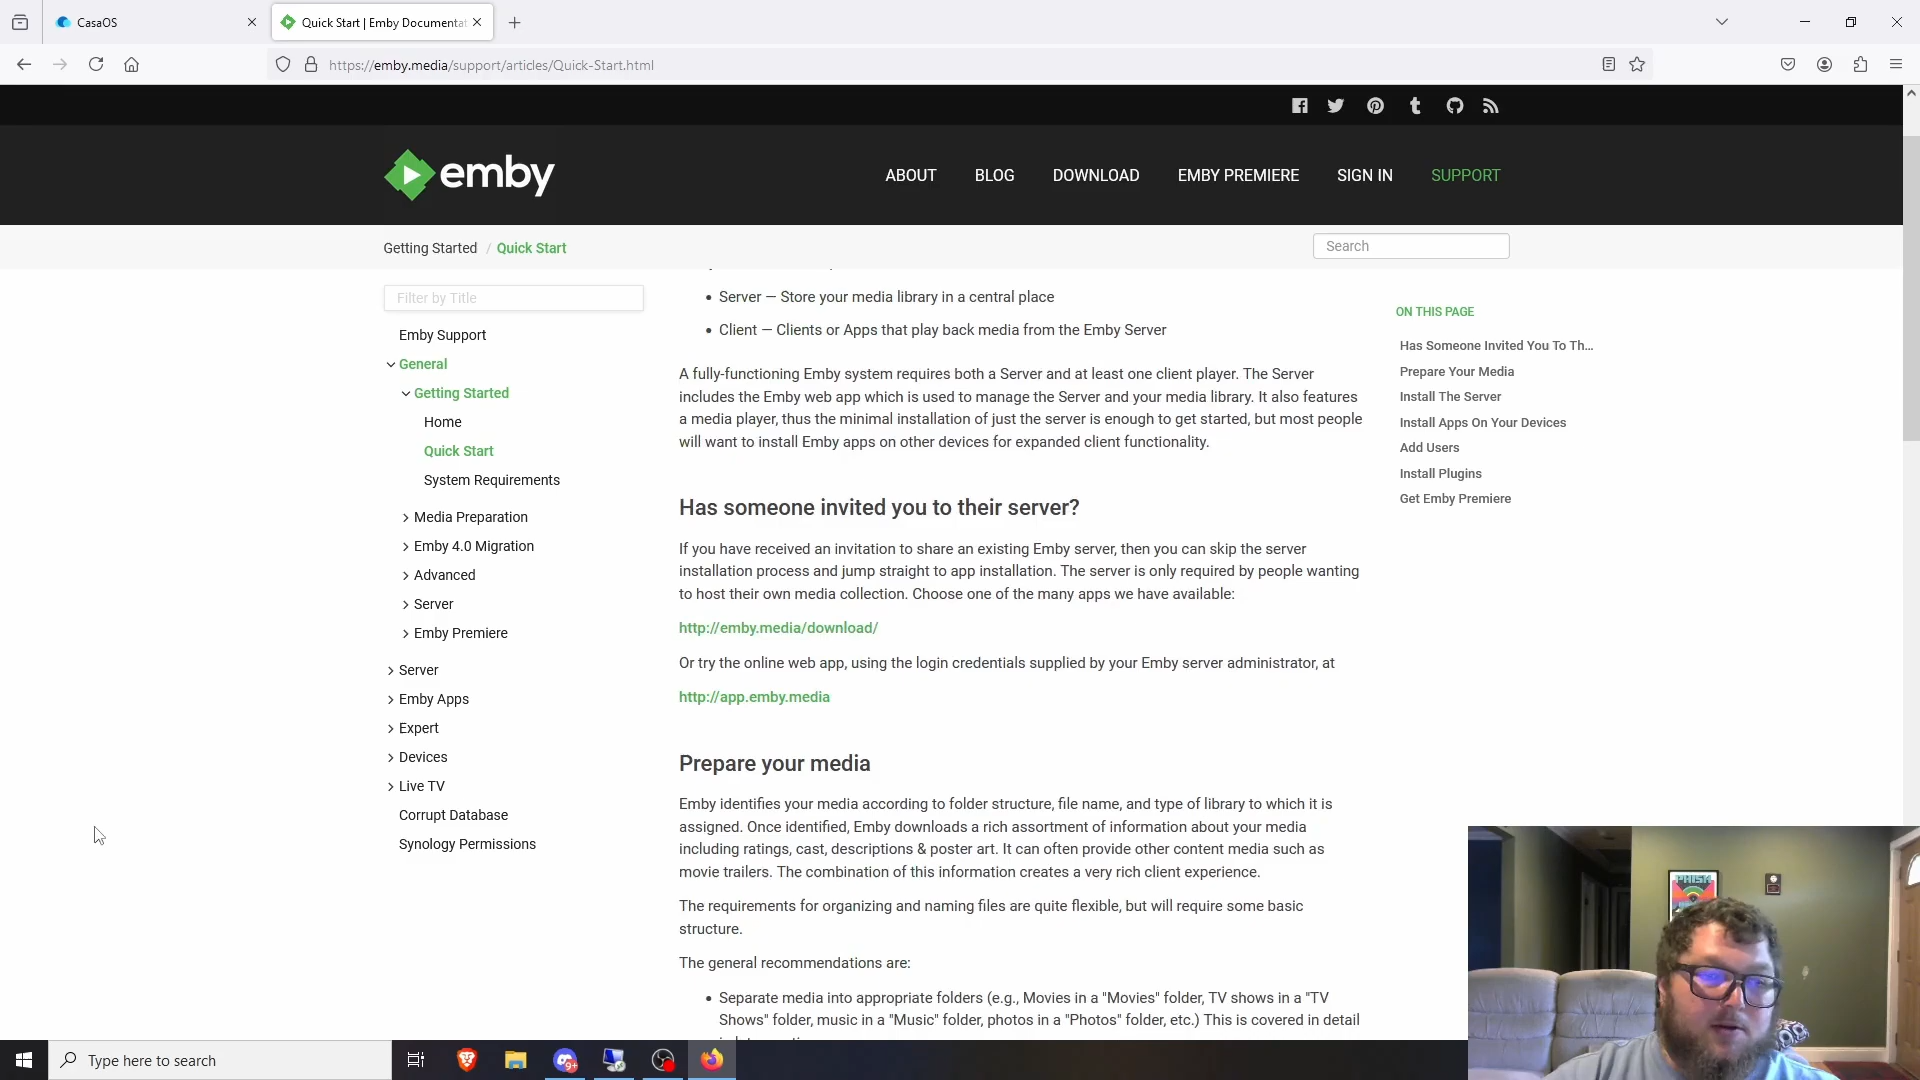 CasaOS
Quick Start | Emby Documentat
https://emby.media/support/articles/Quick-Start.html
emby
ABOUT
BLOG
DOWNLOAD
EMBY PREMIERE
SIGN IN
SUPPORT
Getting Started / Quick Start
Search
Filter by Title
Emby Support
General
Getting Started
Home
Quick Start
System Requirements
Media Preparation
Emby 4.0 Migration
Advanced
Server
Emby Premiere
Server
Emby Apps
Expert
Devices
Live TV
Corrupt Database
Synology Permissions
• Server — Store your media library in a central place
• Client — Clients or Apps that play back media from the Emby Server
A fully-functioning Emby system requires both a Server and at least one client player. The Server
includes the Emby web app which is used to manage the Server and your media library. It also features
a media player, thus the minimal installation of just the server is enough to get started, but most people
will want to install Emby apps on other devices for expanded client functionality.
Has someone invited you to their server?
If you have received an invitation to share an existing Emby server, then you can skip the server
installation process and jump straight to app installation. The server is only required by people wanting
to host their own media collection. Choose one of the many apps we have available:
http://emby.media/download/
Or try the online web app, using the login credentials supplied by your Emby server administrator, at
http://app.emby.media
Prepare your media
Emby identifies your media according to folder structure, file name, and type of library to which it is
assigned. Once identified, Emby downloads a rich assortment of information about your media
including ratings, cast, descriptions & poster art. It can often provide other content media such as
movie trailers. The combination of this information creates a very rich client experience.
The requirements for organizing and naming files are quite flexible, but will require some basic
structure.
The general recommendations are:
• Separate media into appropriate folders (e.g., Movies in a "Movies" folder, TV shows in a "TV
Shows" folder, music in a "Music" folder, photos in a "Photos" folder, etc.) This is covered in detail
ON THIS PAGE
Has Someone Invited You To Th...
Prepare Your Media
Install The Server
Install Apps On Your Devices
Add Users
Install Plugins
Get Emby Premiere
PHISH
Type here to search
9+